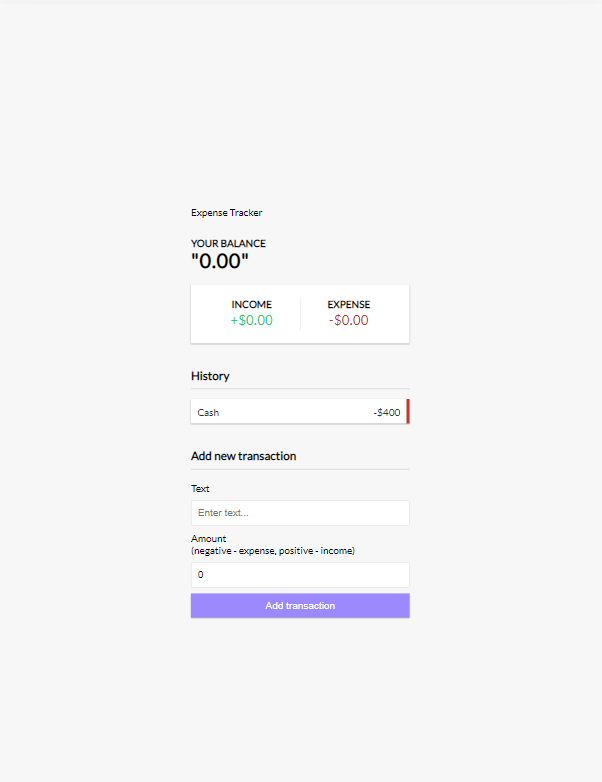 Expense Tracker
YOUR BALANCE
"0.00"
INCOME EXPENSE
+$0.00 -$0.00
History
Cash -$400
Add new transaction
Text
Enter text...
Amount
(negative - expense, positive - income)
0
Add transaction